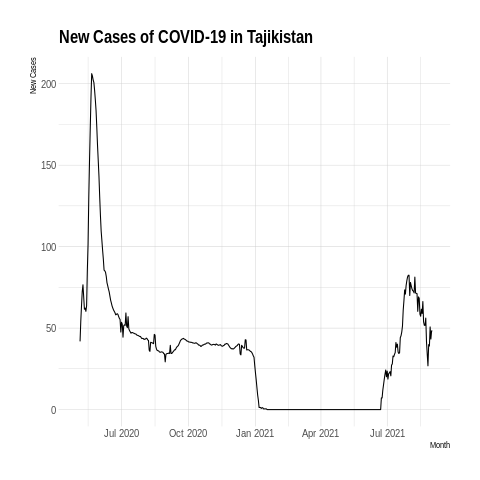 New Cases of COVID-19 in Tajikistan
New Cases
200
150
100
50
0
Jul 2020 Oct 2020 Jan 2021 Apr 2021 Jul 2021
Month